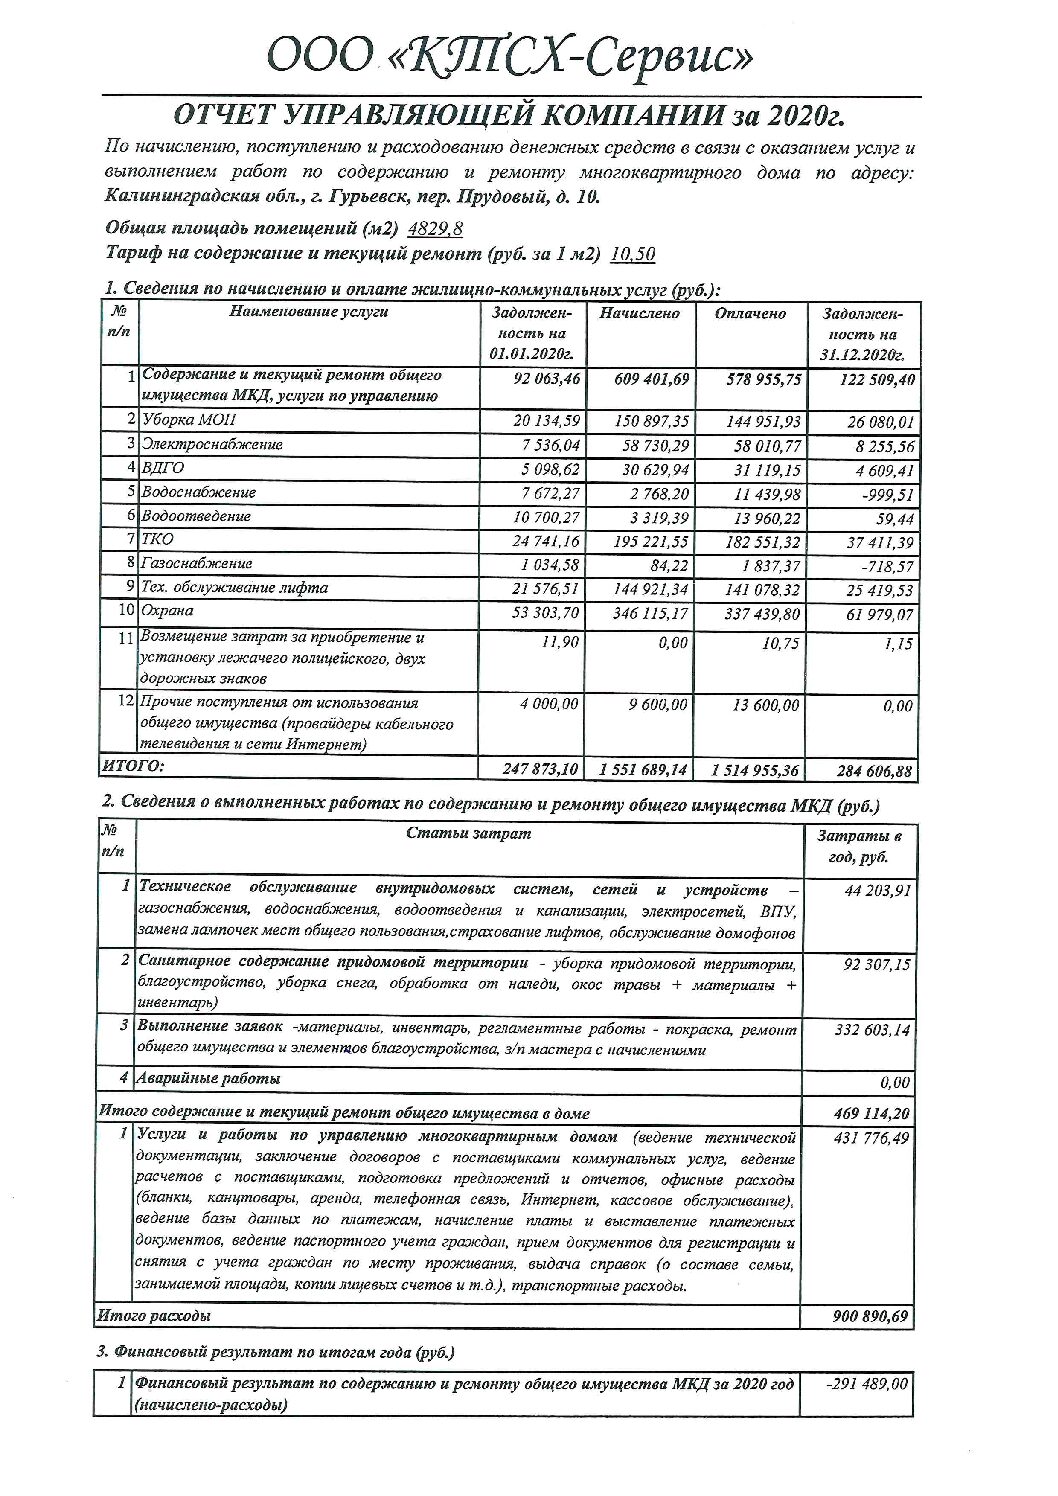 ООО «КТСХ-Сервис»
ОТЧЕТ УПРАВЛЯЮЩЕЙ КОМПАНИИ за 2020г.
По начислению, поступлению и расходованию денежных средств в связи с оказанием услуг и
выполнением работ по содержанию и ремонту многоквартирного дома по адресу:
Калининградская обл., г. Гурьевск, пер. Прудовый, д. 10.
Общая площадь помещений (м2) 4829,8
Тариф на содержание и текущий ремонт (руб. за 1 м2) 10,50
1. Сведения по начислению и оплате жилищно-коммунальных услуг (руб.):
№ Наименование услуги Задолжен- Начислено Оплачено Задолжен-
п/п ность на ность на
01.01.2020г. 31.12.2020г.
1 Содержание и текущий ремонт общего 92 063,46 609 401,69 578 955,75 122 509,40
имущества МКД, услуги по управлению
2 Уборка МОП 20 134,59 150 897,35 144 951,93 26 080,01
3 Электроснабжение 7 536,04 58 730,29 58 010,77 8 255,56
4 ВДГО 5 098,62 30 629,94 31 119,15 4 609,41
5 Водоснабжение 7 672,27 2 768,20 11 439,98 -999,51
6 Водоотведение 10 700,27 3 319,39 13 960,22 59,44
7 ТКО 24 741,16 195 221,55 182 551,32 37 411,39
8 Газоснабжение 1 034,58 84,22 1 837,37 -718,57
9 Тех. обслуживание лифта 21 576,51 144 921,34 141 078,32 25 419,53
10 Охрана 53 303,70 346 115,17 337 439,80 61 979,07
11 Возмещение затрат за приобретение и 11,90 0,00 10,75 1,15
установку лежачего полицейского, двух
дорожных знаков
12 Прочие поступления от использования 4 000,00 9 600,00 13 600,00 0,00
общего имущества (провайдеры кабельного
телевидения и сети Интернет)
ИТОГО: 247 873,10 1 551 689,14 1 514 955,36 284 606,88
2. Сведения о выполненных работах по содержанию и ремонту общего имущества МКД (руб.)
№ Статьи затрат Затраты в
п/п год, руб.
1 Техническое обслуживание внутридомовых систем, сетей и устройств – 44 203,91
газоснабжения, водоснабжения, водоотведения и канализации, электросетей, ВПУ,
замена лампочек мест общего пользования,страхование лифтов, обслуживание домофонов
2 Санитарное содержание придомовой территории - уборка придомовой территории, 92 307,15
благоустройство, уборка снега, обработка от наледи, окос травы + материалы +
инвентарь)
3 Выполнение заявок -материалы, инвентарь, регламентные работы - покраска, ремонт 332 603,14
общего имущества и элементов благоустройства, з/п мастера с начислениями
4 Аварийные работы 0,00
Итого содержание и текущий ремонт общего имущества в доме 469 114,20
1 Услуги и работы по управлению многоквартирным домом (ведение технической 431 776,49
документации, заключение договоров с поставщиками коммунальных услуг, ведение
расчетов с поставщиками, подготовка предложений и отчетов, офисные расходы
(бланки, канцтовары, аренда, телефонная связь, Интернет, кассовое обслуживание),
ведение базы данных по платежам, начисление платы и выставление платежных
документов, ведение паспортного учета граждан, прием документов для регистрации и
снятия с учета граждан по месту проживания, выдача справок (о составе семьи,
занимаемой площади, копии лицевых счетов и т.д.), транспортные расходы.
Итого расходы 900 890,69
3. Финансовый результат по итогам года (руб.)
1 Финансовый результат по содержанию и ремонту общего имущества МКД за 2020 год -291 489,00
(начислено-расходы)